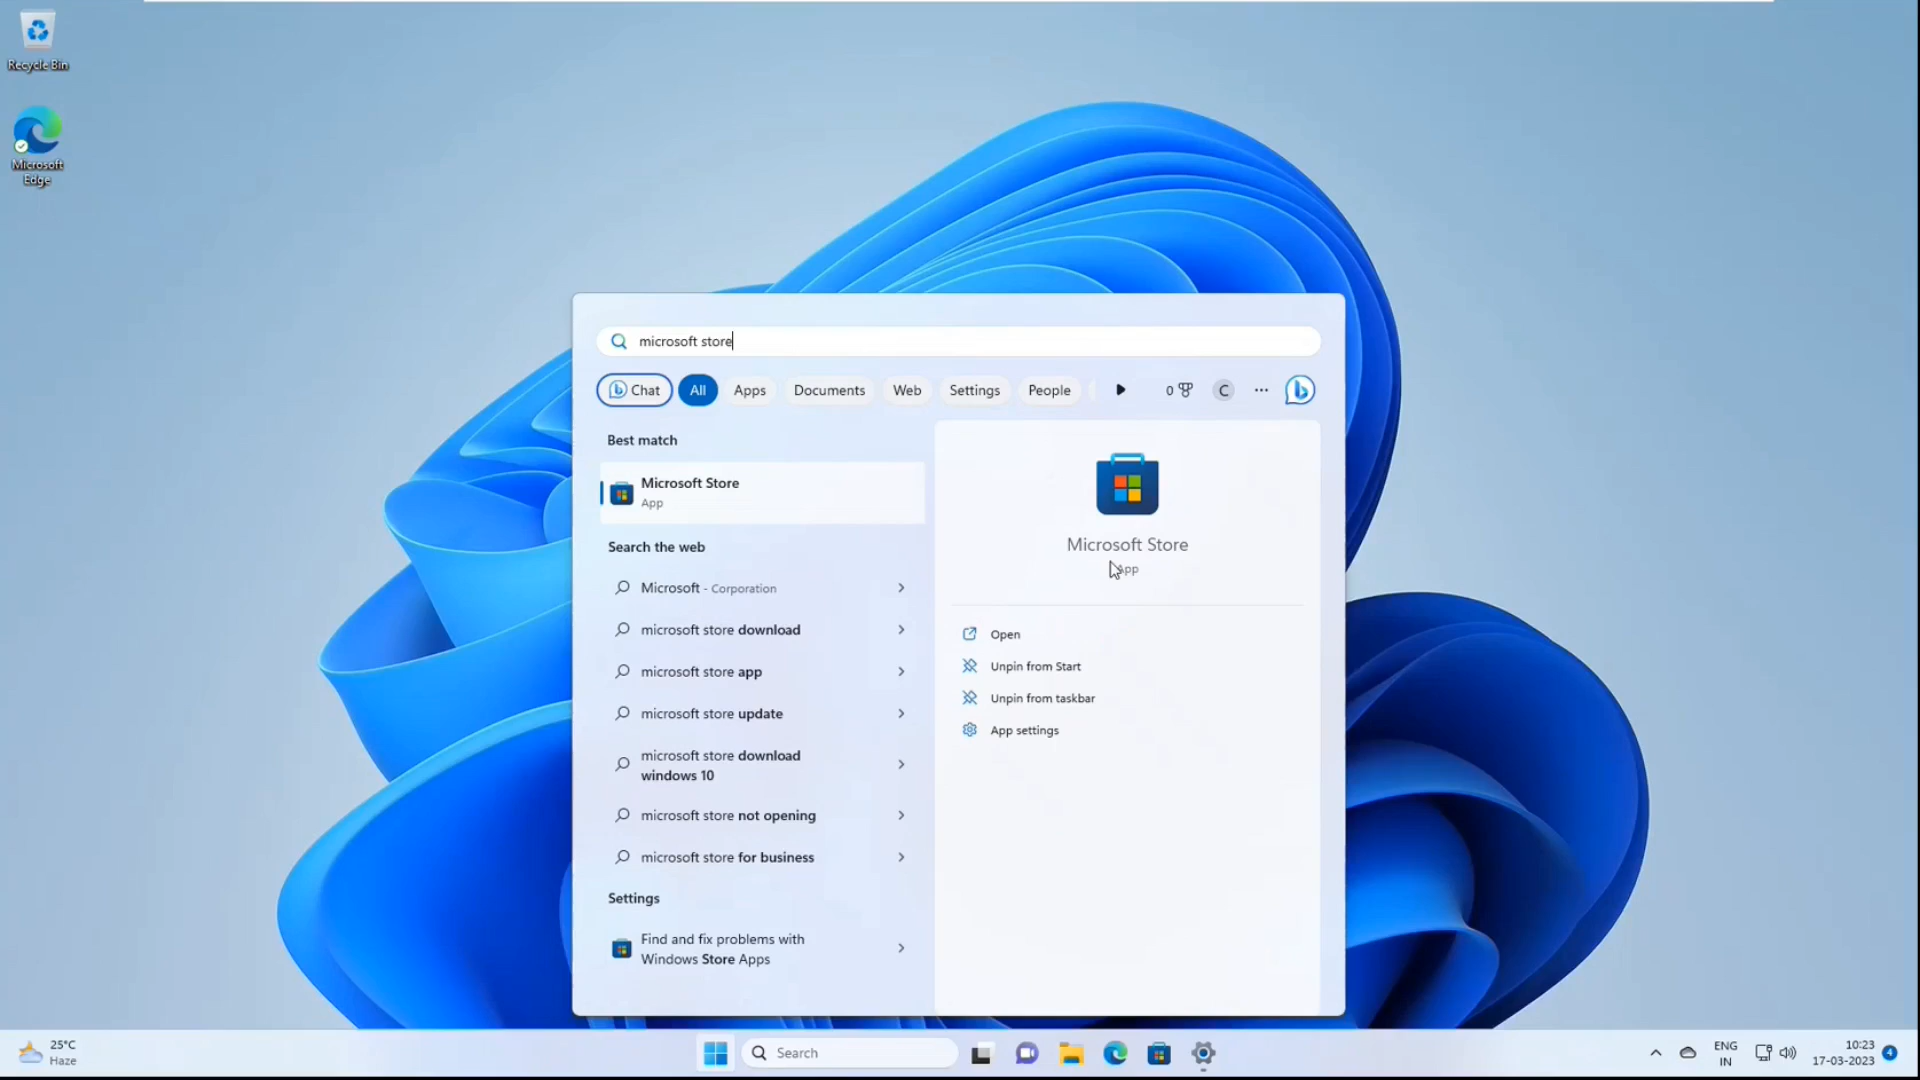 Recycle Bin
Microsoft
Edge
microsoft store
Chat
All
Apps
Documents
Web
Settings
People
0
C
Best match
Microsoft Store
App
Search the web
Microsoft - Corporation
microsoft store download
microsoft store app
microsoft store update
microsoft store download
windows 10
microsoft store not opening
microsoft store for business
Settings
Find and fix problems with
Windows Store Apps
Microsoft Store
App
Open
Unpin from Start
Unpin from taskbar
App settings
25°C
Haze
Search
ENG
IN
10:23
17-03-2023
4